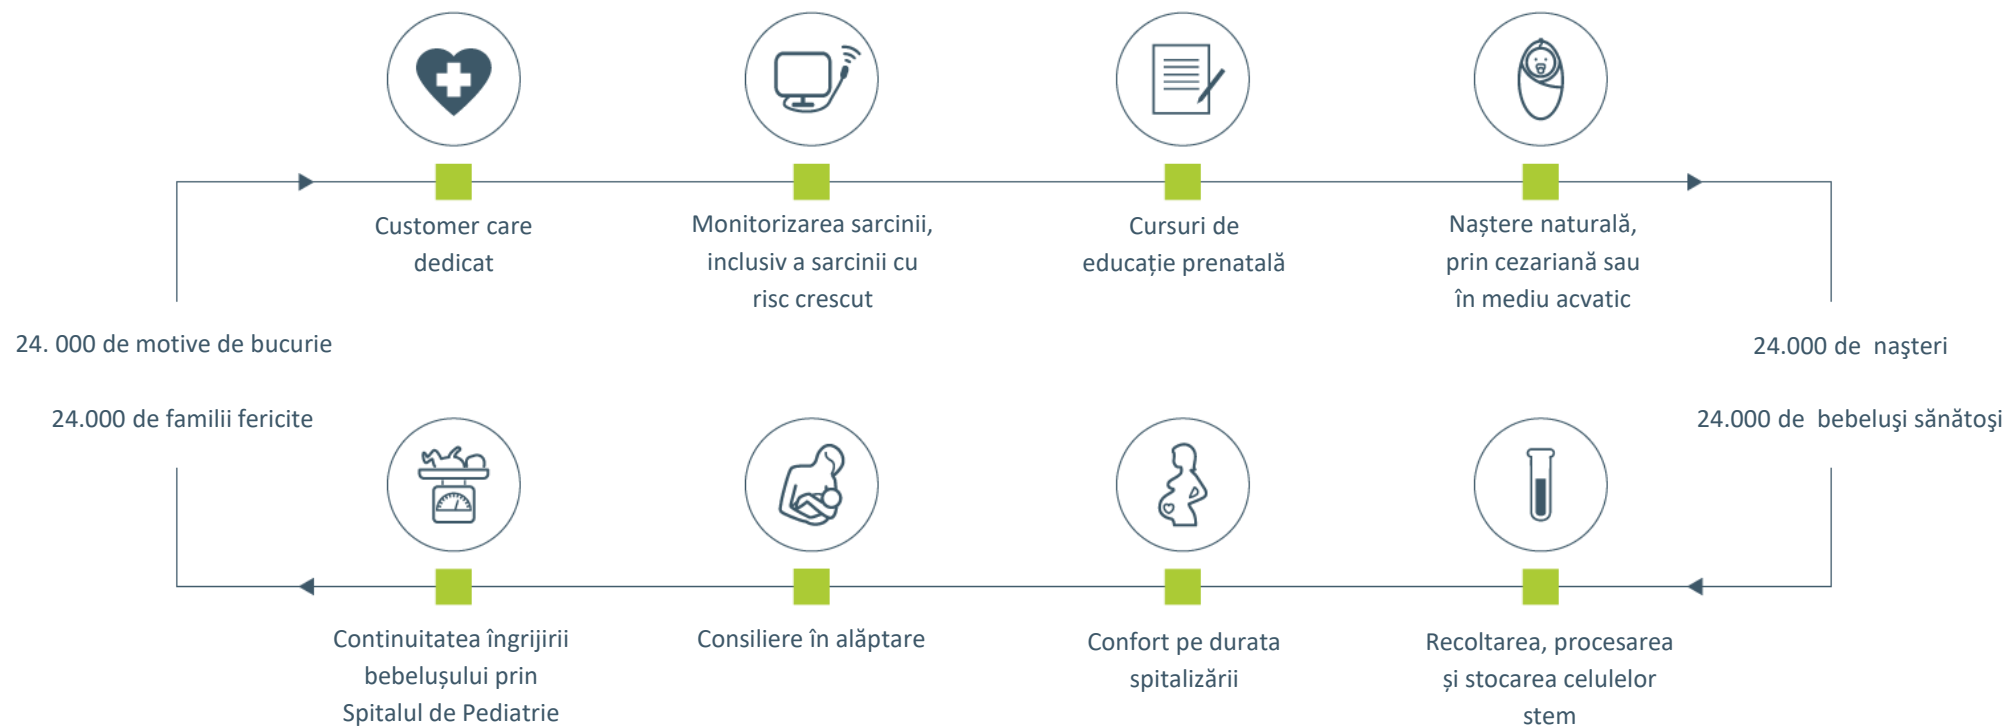 Customer care
dedicat
Monitorizarea sarcinii,
inclusiv a sarcinii cu
risc crescut
Cursuri de
educație prenatală
Naștere naturală,
prin cezariană sau
în mediu acvatic
24. 000 de motive de bucurie
24.000 de familii fericite
24.000 de naşteri
24.000 de bebeluşi sănătoşi
Continuitatea îngrijirii
bebelușului prin
Spitalul de Pediatrie
Consiliere în alăptare
Confort pe durata
spitalizării
Recoltarea, procesarea
și stocarea celulelor
stem